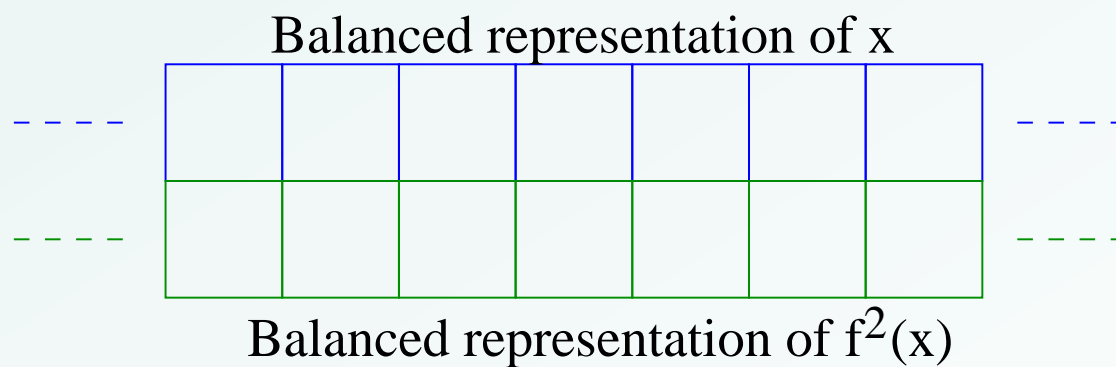 Balanced representation of x
Balanced representation of f²(x)